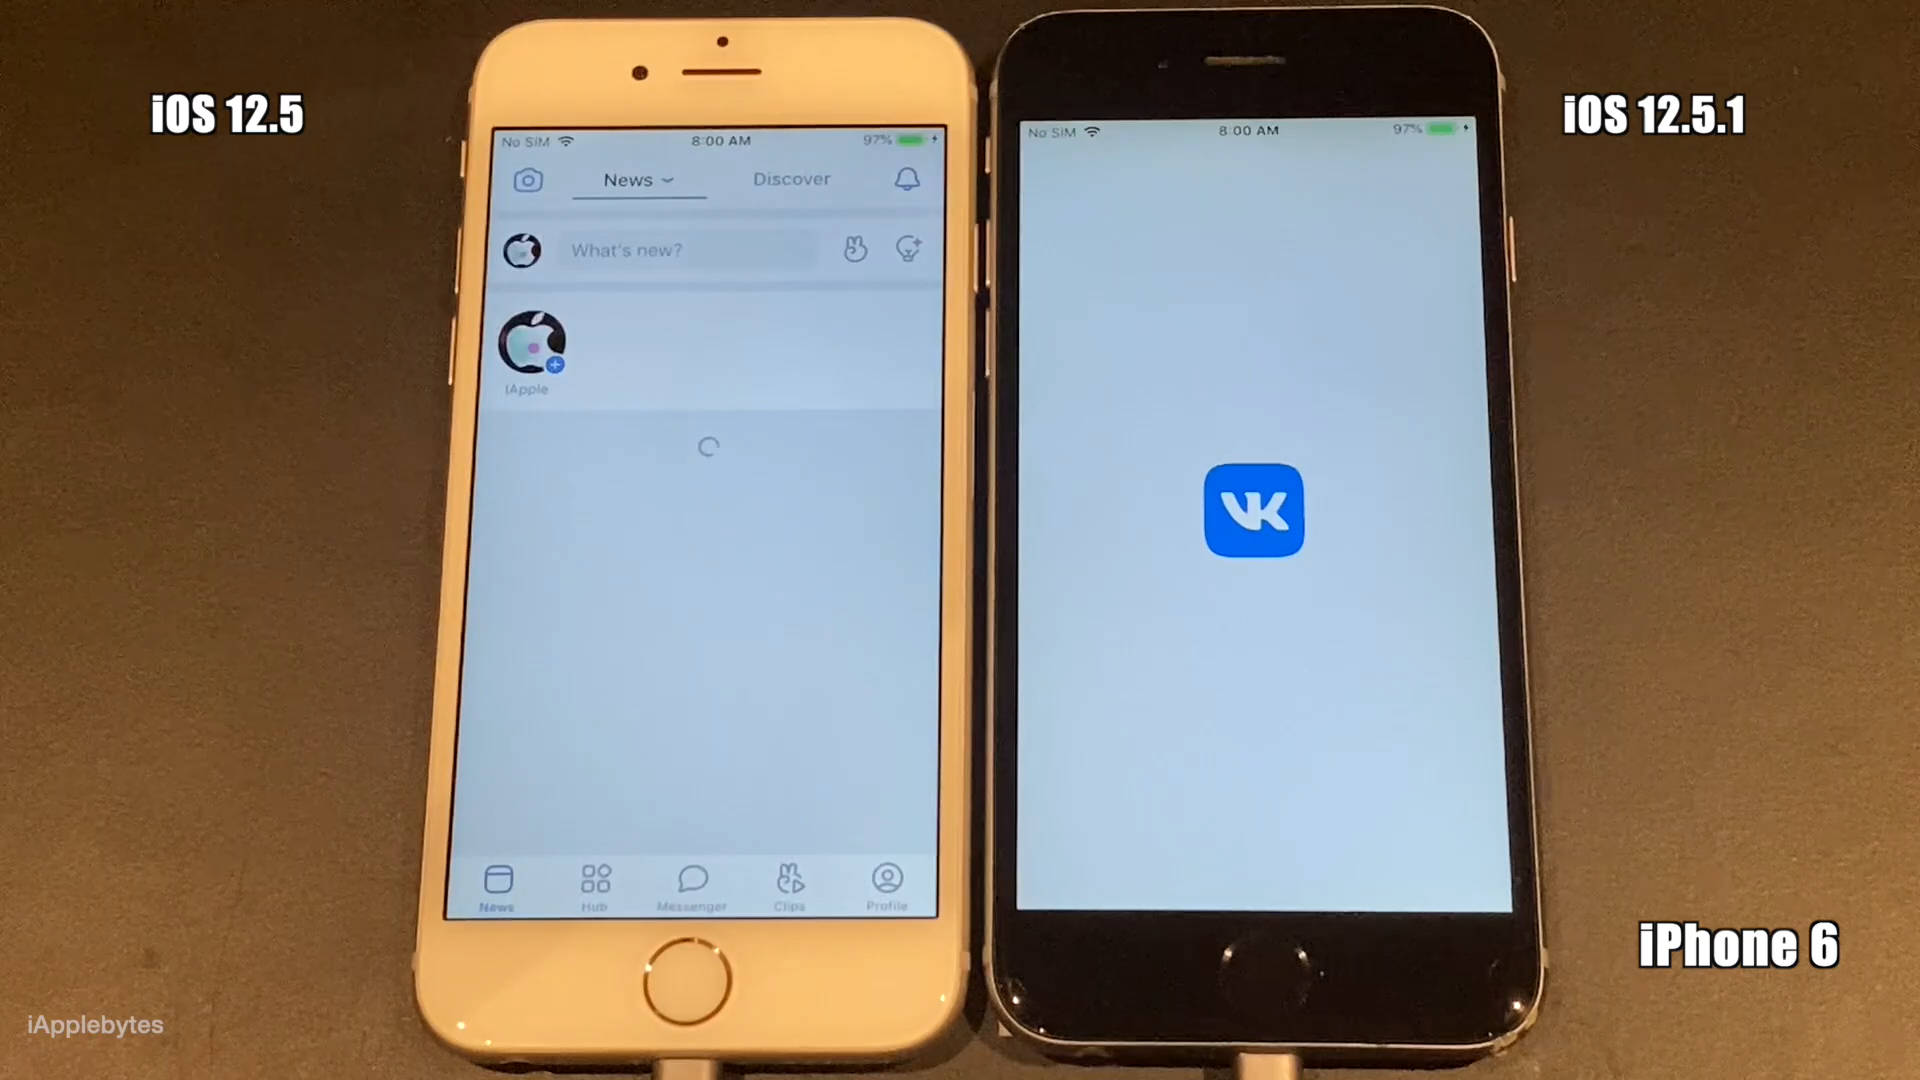 iOS 12.5
iOS 12.5.1
No SIM
8:00 AM
97%
News
Discover
What's new?
IApple
News
Hub
Messenger
Clips
Profile
No SIM
8:00 AM
97%
VK
iPhone 6
iApplebytes